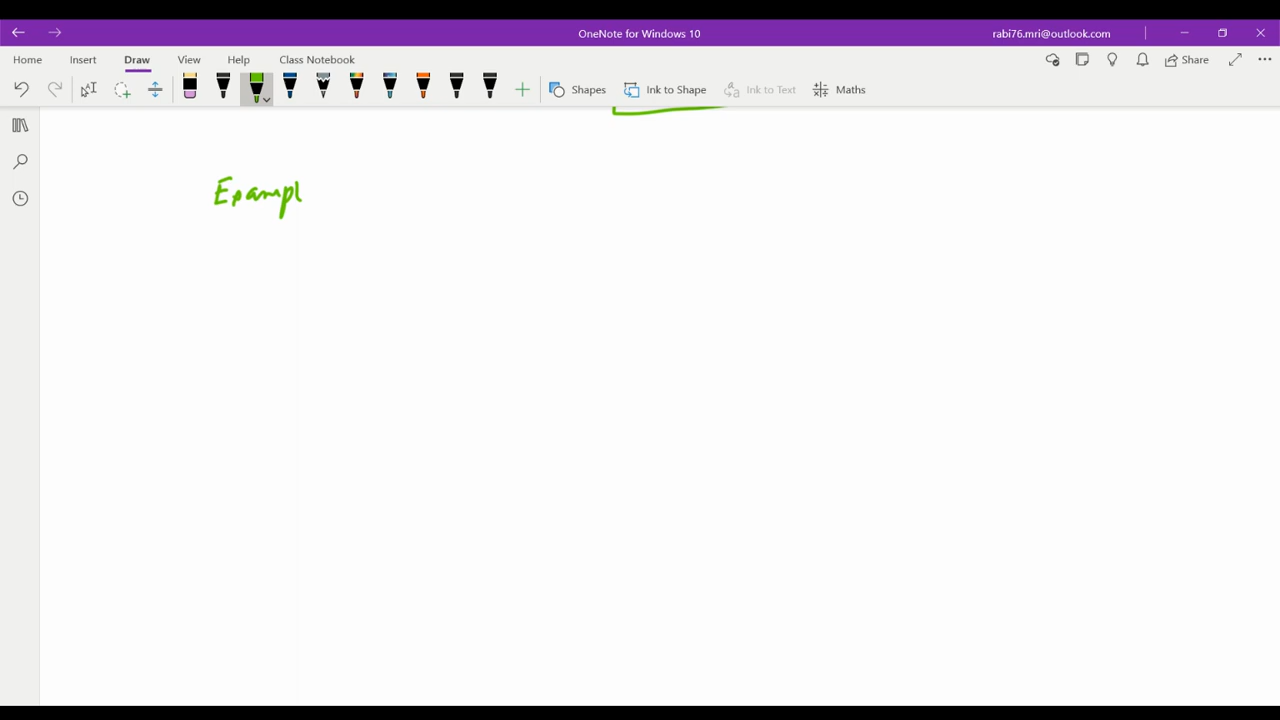 OneNote for Windows 10
rabi76.mri@outlook.com
Home
Insert
Draw
View
Help
Class Notebook
Share
Shapes
Ink to Shape
Ink to Text
Maths
Exampl